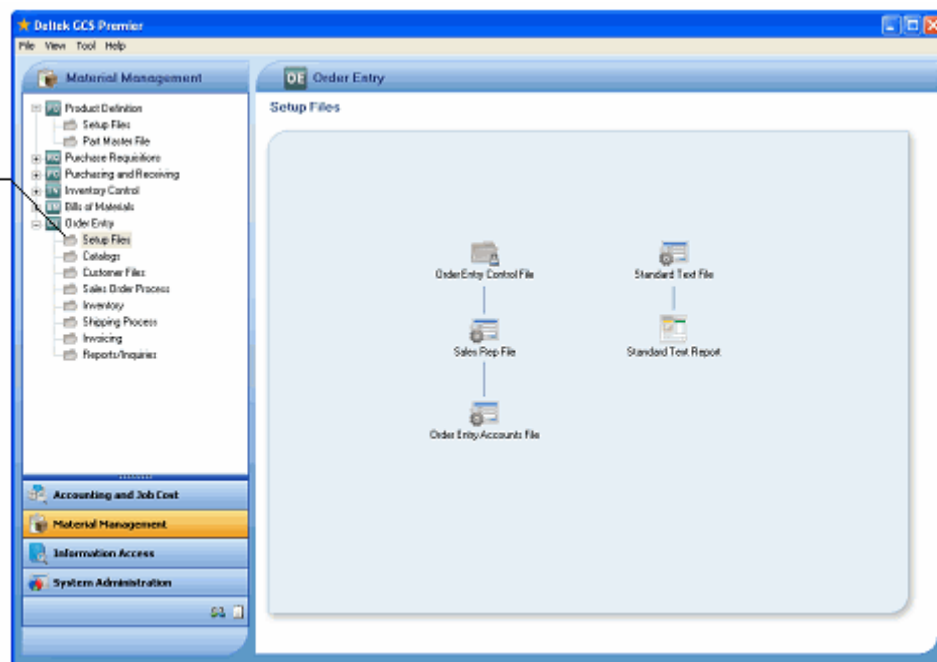 Deltek GCS Premier
File View Tool Help
Material Management
OE Order Entry
Setup Files
PD Product Definition
Setup Files
Part Master File
Purchase Requisitions
Purchasing and Receiving
Inventory Control
Bills of Materials
Order Entry
Setup Files
Catalogs
Customer Files
Sales Order Process
Inventory
Shipping Process
Invoicing
Reports/Inquiries
Order Entry Control File
Standard Text File
Sales Rep File
Standard Text Report
Order Entry Accounts File
Accounting and Job Cost
Material Management
Information Access
System Administration